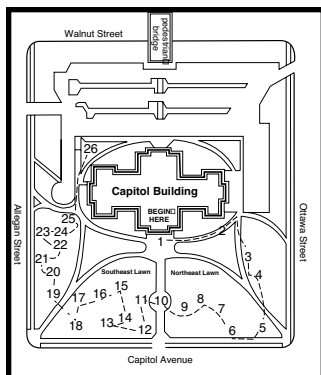 Walnut Street
pedestrian
bridge
26
Capitol Building
BEGIN
HERE
Allegan Street
Ottawa Street
25
23 24
22
21
20
19
1
2
3
4
Southeast Lawn
Northeast Lawn
17 16 15
18
14
13 12
11 10
9 8
7
6 5
Capitol Avenue